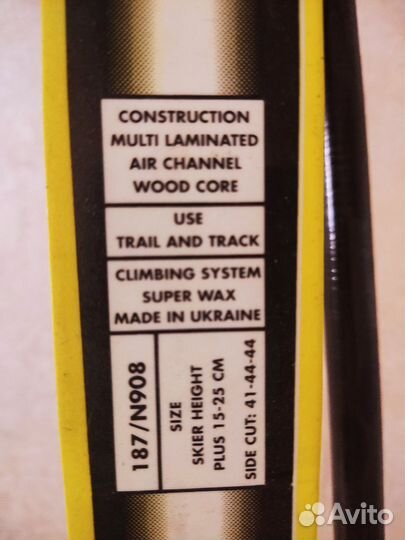 CONSTRUCTION
MULTI LAMINATED
AIR CHANNEL
WOOD CORE
USE
TRAIL AND TRACK
CLIMBING SYSTEM
SUPER WAX
MADE IN UKRAINE
187/N908
SIZE
SKIER HEIGHT
PLUS 15-25 CM
SIDE CUT: 41-44-44
Avito